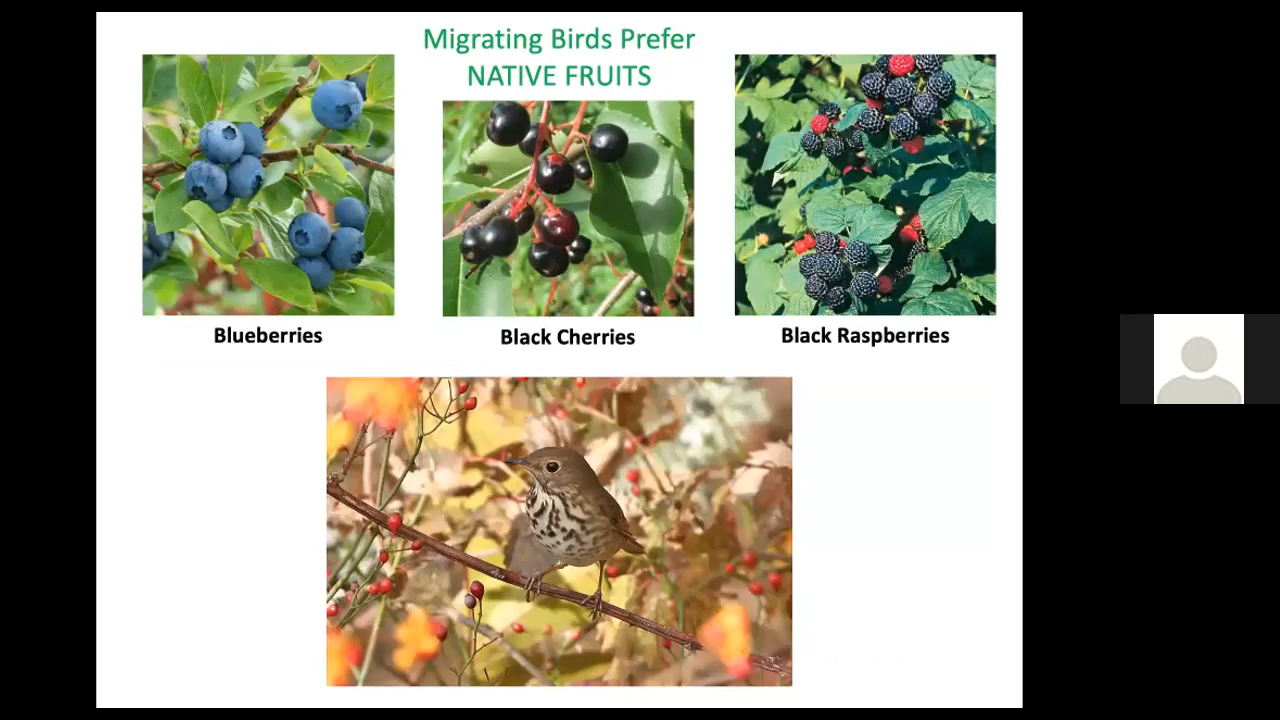 Migrating Birds Prefer
NATIVE FRUITS
Blueberries
Black Cherries
Black Raspberries